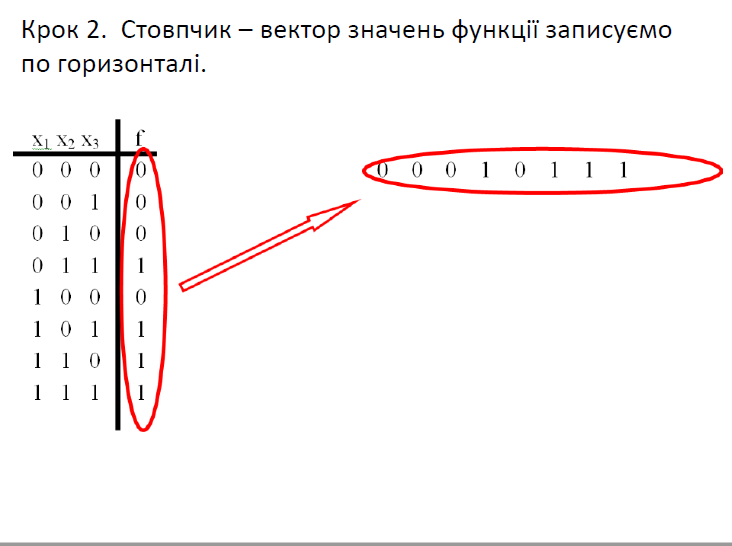 Крок 2. Стовпчик – вектор значень функції записуємо
по горизонталі.
x1 x2 x3 f
0 0 0 0
0 0 1 0
0 1 0 0
0 1 1 1
1 0 0 0
1 0 1 1
1 1 0 1
1 1 1 1
0 0 0 1 0 1 1 1